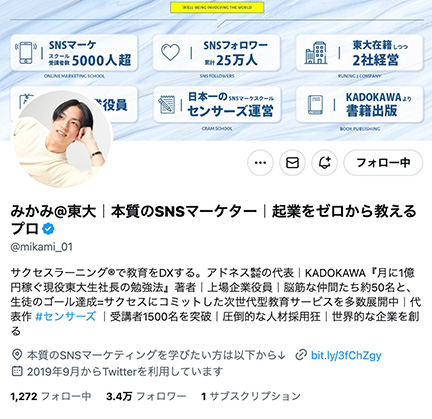 WELL-BEING INVOLVING THE WORLD
SNSマーケ
スクール
受講者数 5000人超
ONLINE MARKETING SCHOOL
SNSフォロワー
累計25万人
SNS FOLLOWERS
東大在籍しつつ
2社経営
RUNING 2 COMPANY
業役員
日本一のSNSマーケスクール
センサーズ運営
CRAM SCHOOL
KADOKAWAより
書籍出版
BOOK PUBLISHING
フォロー中
みかみ@東大｜本質のSNSマーケター｜起業をゼロから教える
プロ
@mikami_01
サクセスラーニング®で教育をDXする。アドネス㈱の代表｜KADOKAWA『月に1億
円稼ぐ現役東大生社長の勉強法』著者｜上場企業役員｜脳筋な仲間たち約50名と、
生徒のゴール達成=サクセスにコミットした次世代型教育サービスを多数展開中｜代
表作 #センサーズ ｜受講者1500名を突破｜圧倒的な人材採用狂｜世界的な企業を創
る
本質のSNSマーケティングを学びたい方は以下から↓ bit.ly/3fChZgy
2019年9月からTwitterを利用しています
1,272 フォロー中 3.4万 フォロワー 1 サブスクリプション